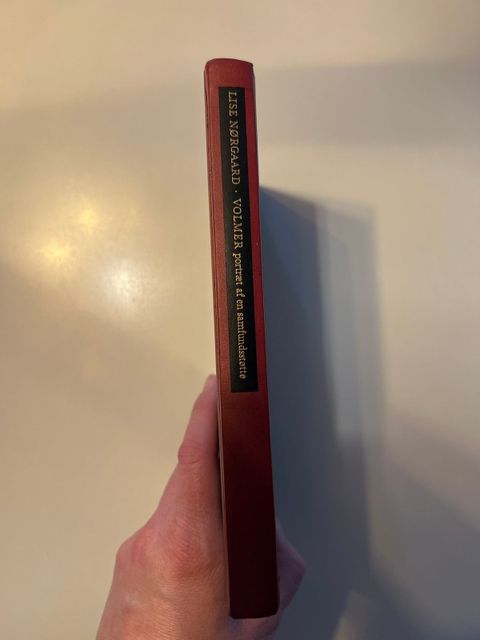 LISE NØRGAARD · VOLMER portræt af en samfundsstøtte